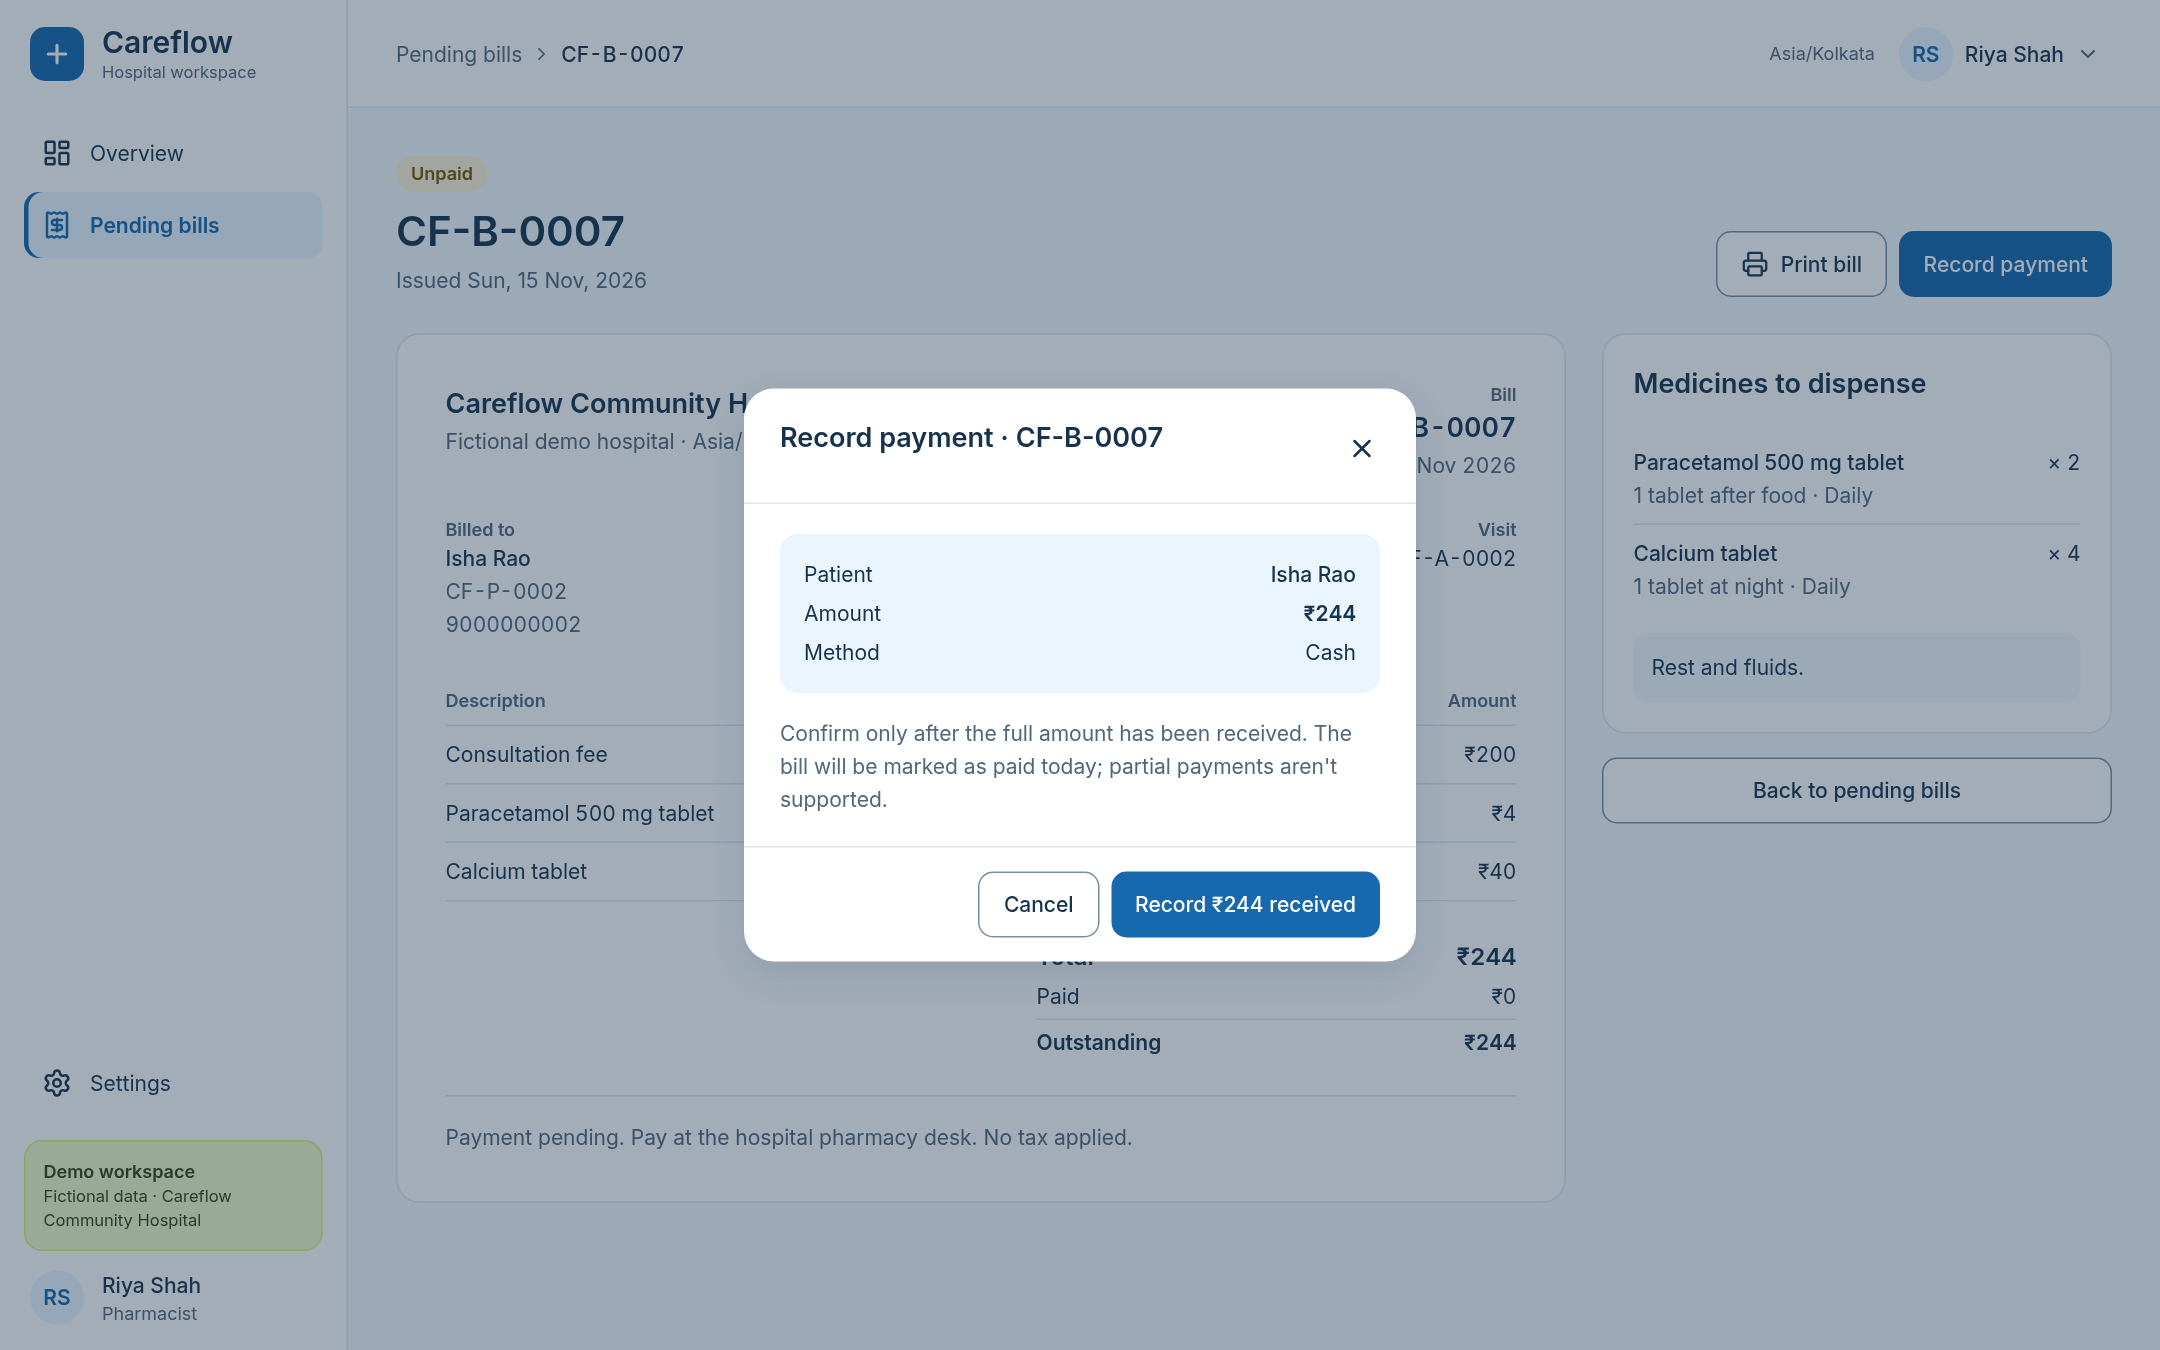 Careflow
Hospital workspace
Overview
Pending bills
Settings
Demo workspace
Fictional data · Careflow
Community Hospital
RS
Riya Shah
Pharmacist
Pending bills > CF-B-0007
Asia/Kolkata
RS
Riya Shah
Unpaid
CF-B-0007
Issued Sun, 15 Nov, 2026
Print bill
Record payment
Careflow Community
Fictional demo hospital · Asia/
Bill
B-0007
Nov 2026
Billed to
Isha Rao
CF-P-0002
9000000002
Visit
-A-0002
Description
Amount
Consultation fee
₹200
Paracetamol 500 mg tablet
₹4
Calcium tablet
₹40
Total
₹244
Paid
₹0
Outstanding
₹244
Payment pending. Pay at the hospital pharmacy desk. No tax applied.
Record payment · CF-B-0007
Patient
Isha Rao
Amount
₹244
Method
Cash
Confirm only after the full amount has been received. The
bill will be marked as paid today; partial payments aren't
supported.
Cancel
Record ₹244 received
Medicines to dispense
Paracetamol 500 mg tablet
× 2
1 tablet after food · Daily
Calcium tablet
× 4
1 tablet at night · Daily
Rest and fluids.
Back to pending bills